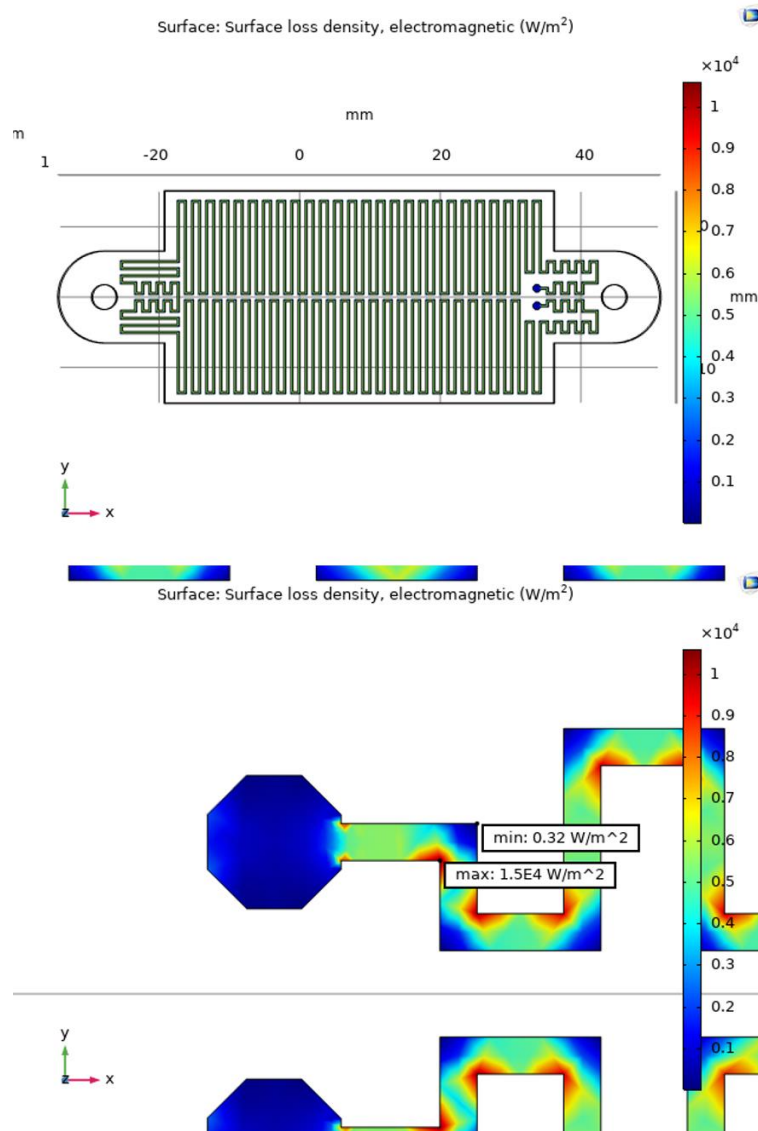 Surface: Surface loss density, electromagnetic (W/m²)
×10⁴
mm
m
1
-20
0
20
40
1
0.9
0.8
0.7
0.6
0.5
0.4
0.3
0.2
0.1
0
mm
10
y
z
x
Surface: Surface loss density, electromagnetic (W/m²)
×10⁴
1
0.9
0.8
0.7
0.6
0.5
0.4
0.3
0.2
0.1
min: 0.32 W/m^2
max: 1.5E4 W/m^2
y
z
x